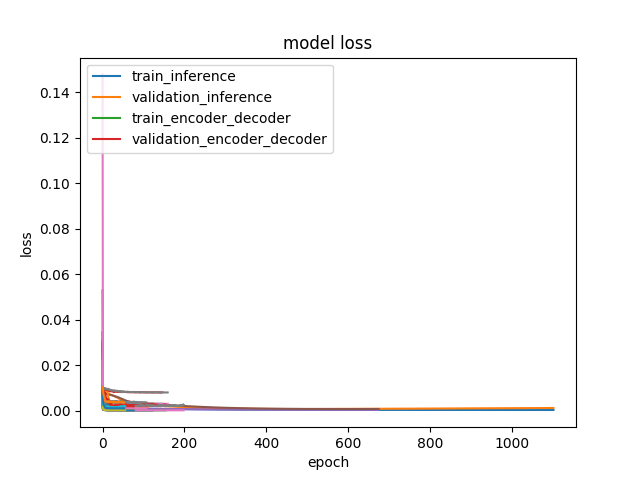 model loss
train_inference
validation_inference
train_encoder_decoder
validation_encoder_decoder
0.14
0.12
0.10
0.08
0.06
0.04
0.02
0.00
loss
0 200 400 600 800 1000
epoch